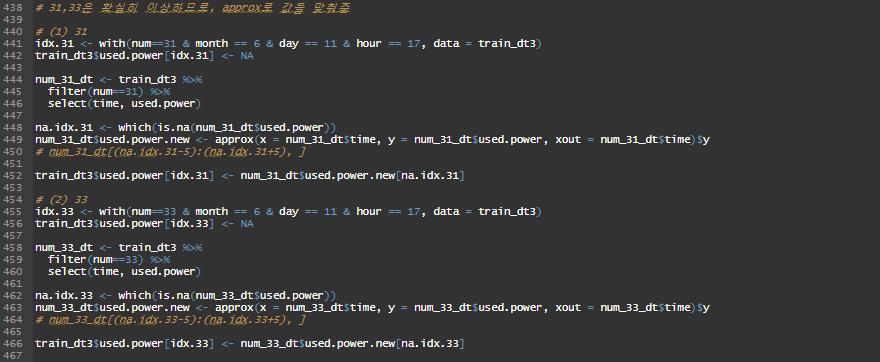 438 # 31,33은 확실히 이상하므로, approx로 값을 맞춰줌
439
440 # (1) 31
441 idx.31 <- with(num==31 & month == 6 & day == 11 & hour == 17, data = train_dt3)
442 train_dt3$used.power[idx.31] <- NA
443
444 num_31_dt <- train_dt3 %>%
445   filter(num==31) %>%
446   select(time, used.power)
447
448 na.idx.31 <- which(is.na(num_31_dt$used.power))
449 num_31_dt$used.power.new <- approx(x = num_31_dt$time, y = num_31_dt$used.power, xout = num_31_dt$time)$y
450 # num_31_dt[(na.idx.31-5):(na.idx.31+5), ]
451
452 train_dt3$used.power[idx.31] <- num_31_dt$used.power.new[na.idx.31]
453
454 # (2) 33
455 idx.33 <- with(num==33 & month == 6 & day == 11 & hour == 17, data = train_dt3)
456 train_dt3$used.power[idx.33] <- NA
457
458 num_33_dt <- train_dt3 %>%
459   filter(num==33) %>%
460   select(time, used.power)
461
462 na.idx.33 <- which(is.na(num_33_dt$used.power))
463 num_33_dt$used.power.new <- approx(x = num_33_dt$time, y = num_33_dt$used.power, xout = num_33_dt$time)$y
464 # num_33_dt[(na.idx.33-5):(na.idx.33+5), ]
465
466 train_dt3$used.power[idx.33] <- num_33_dt$used.power.new[na.idx.33]
467